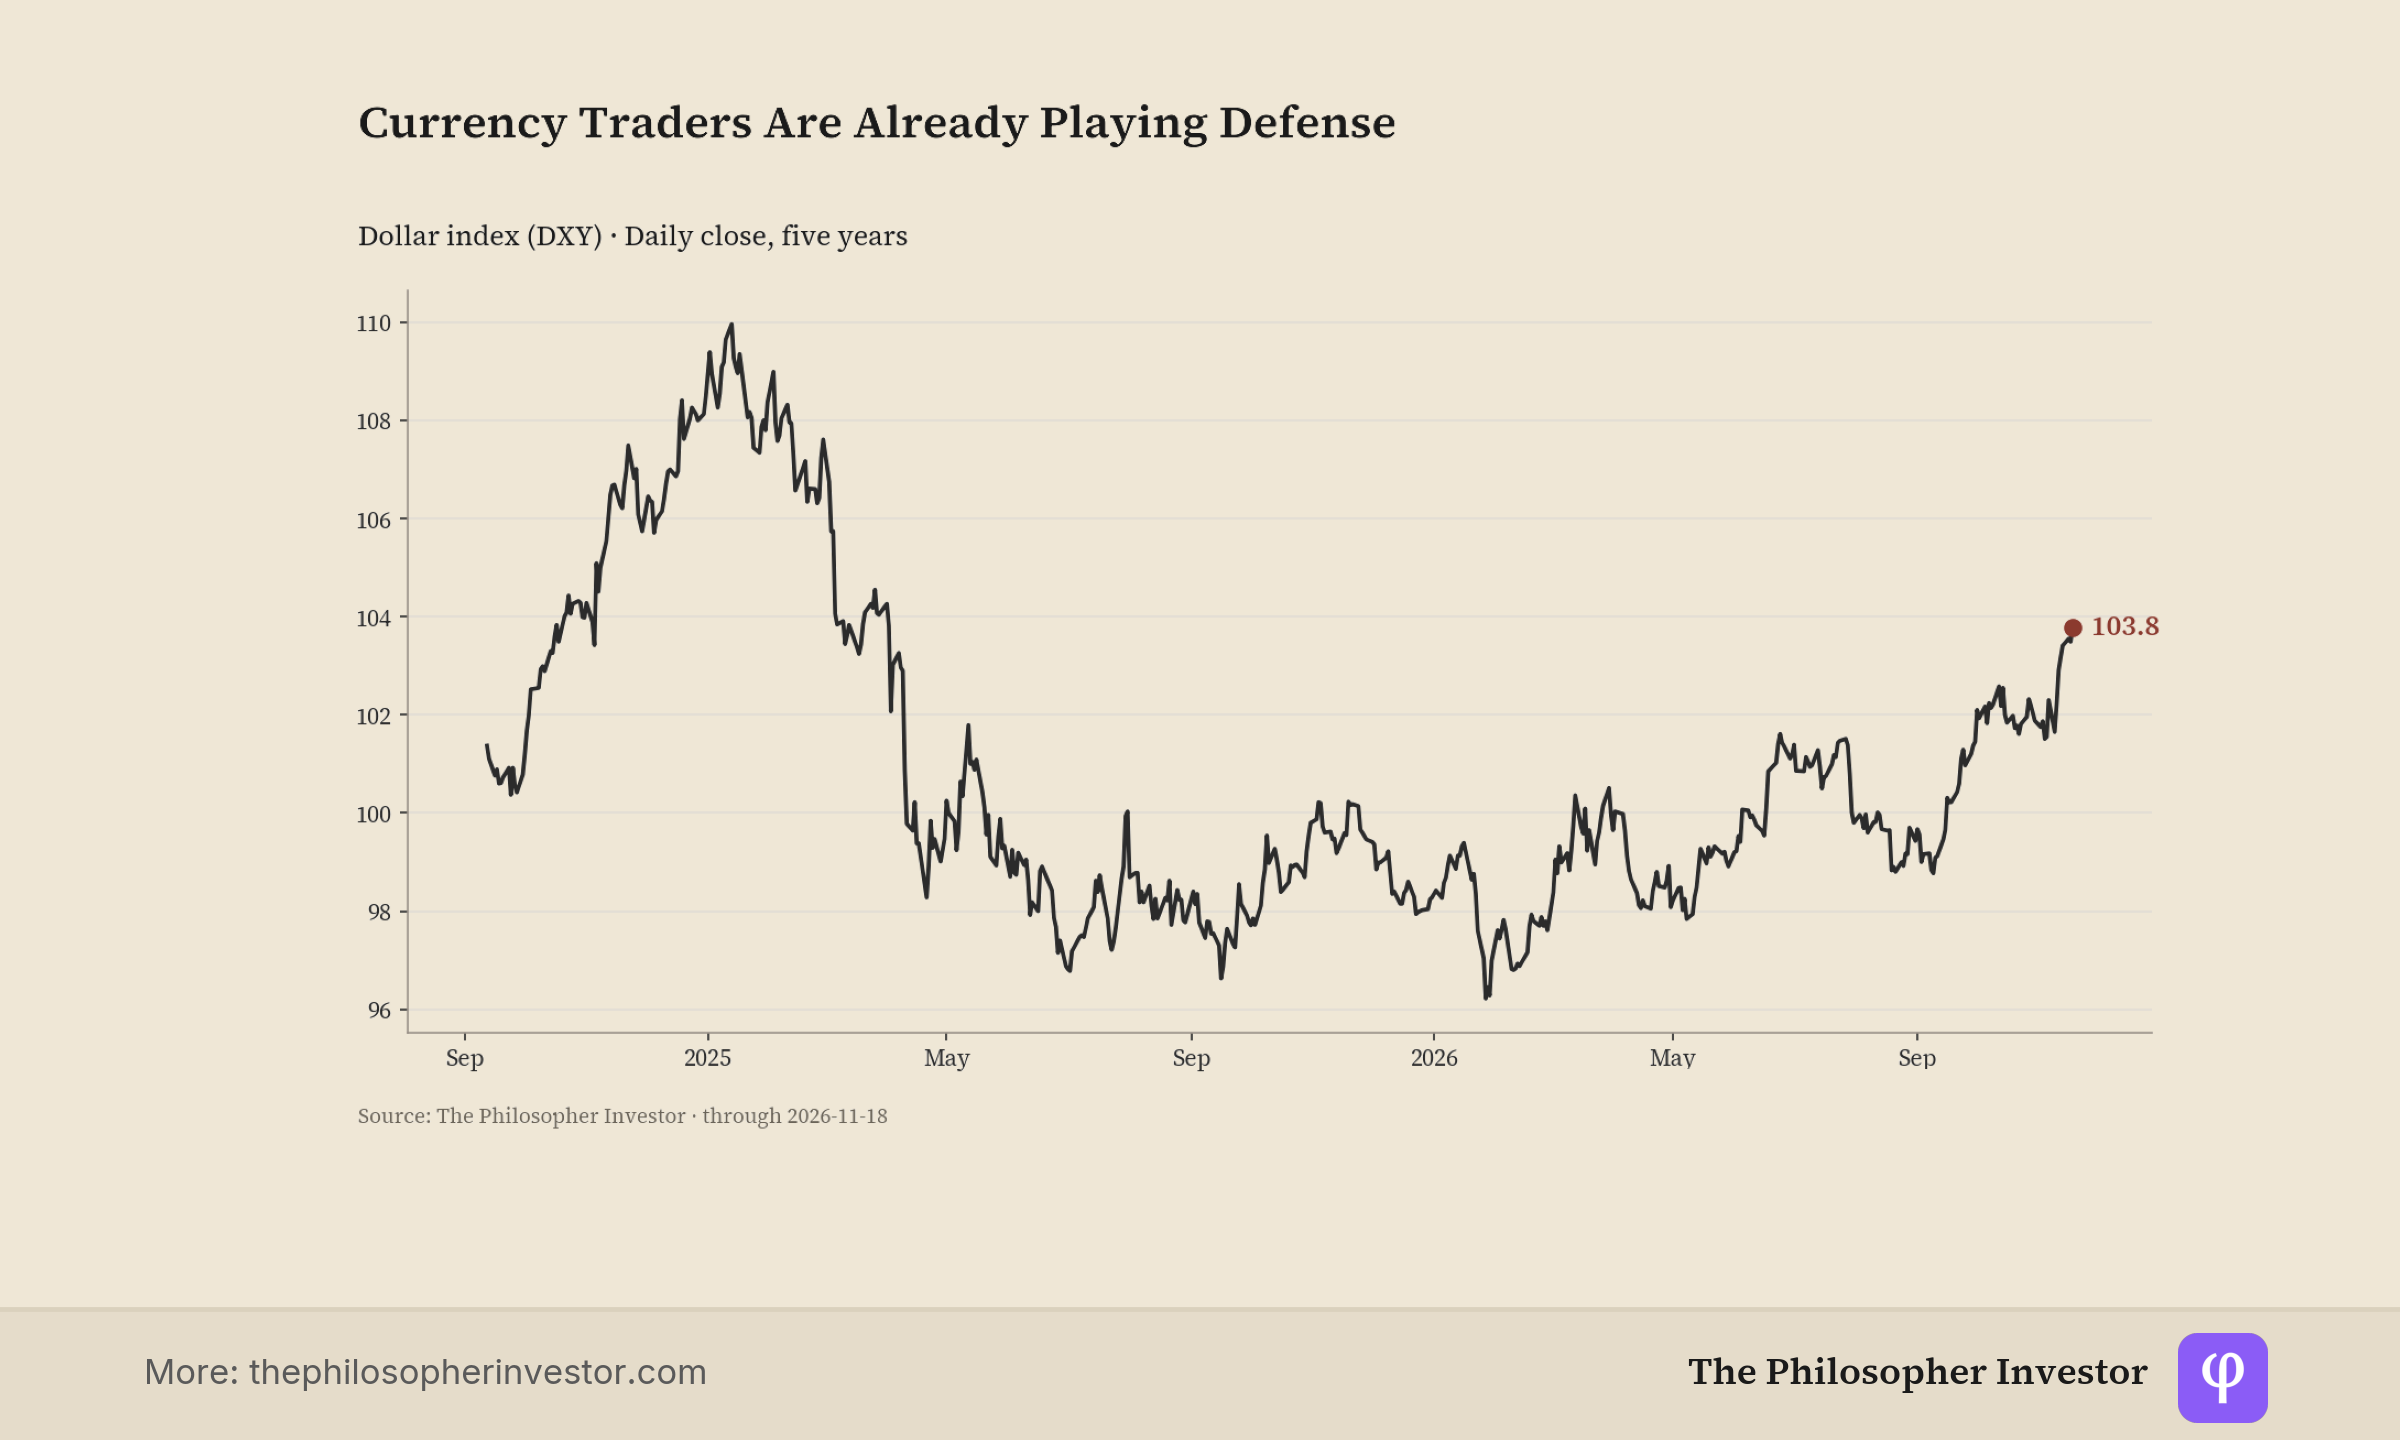 Currency Traders Are Already Playing Defense
Dollar index (DXY) · Daily close, five years
110
108
106
104
102
100
98
96
103.8
Sep
2025
May
Sep
2026
May
Sep
Source: The Philosopher Investor · through 2026-11-18
More: thephilosopherinvestor.com
The Philosopher Investor
φ